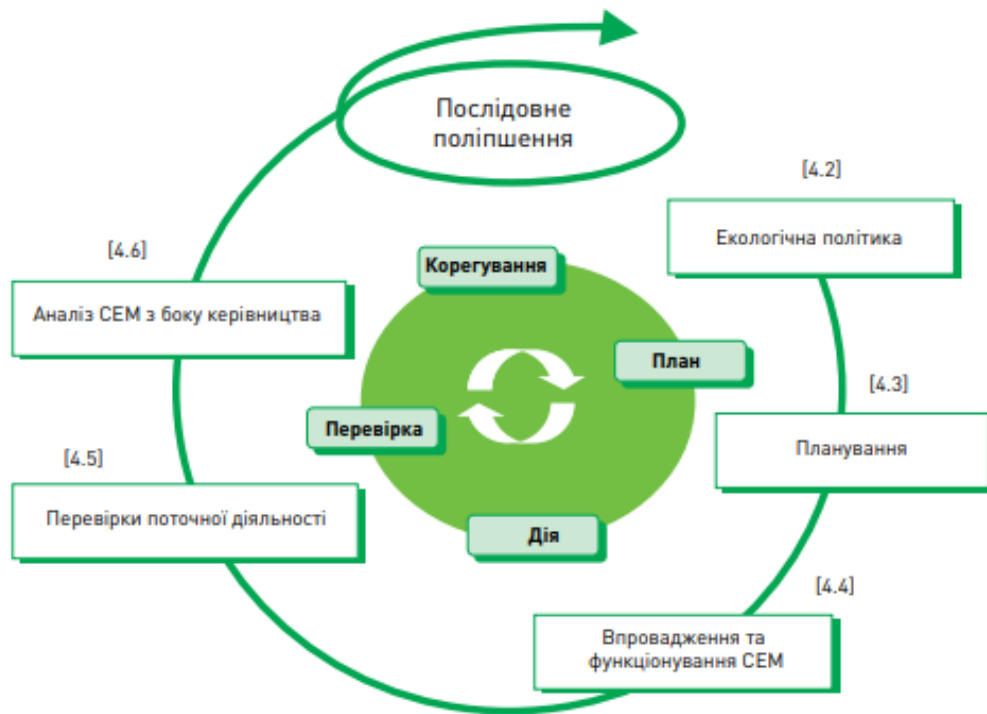 Послідовне
поліпшення
[4.2]
Екологічна політика
[4.6]
Аналіз СЕМ з боку керівництва
Корегування
План
[4.3]
Планування
Перевірка
[4.5]
Перевірки поточної діяльності
Дія
[4.4]
Впровадження та
функціонування СЕМ